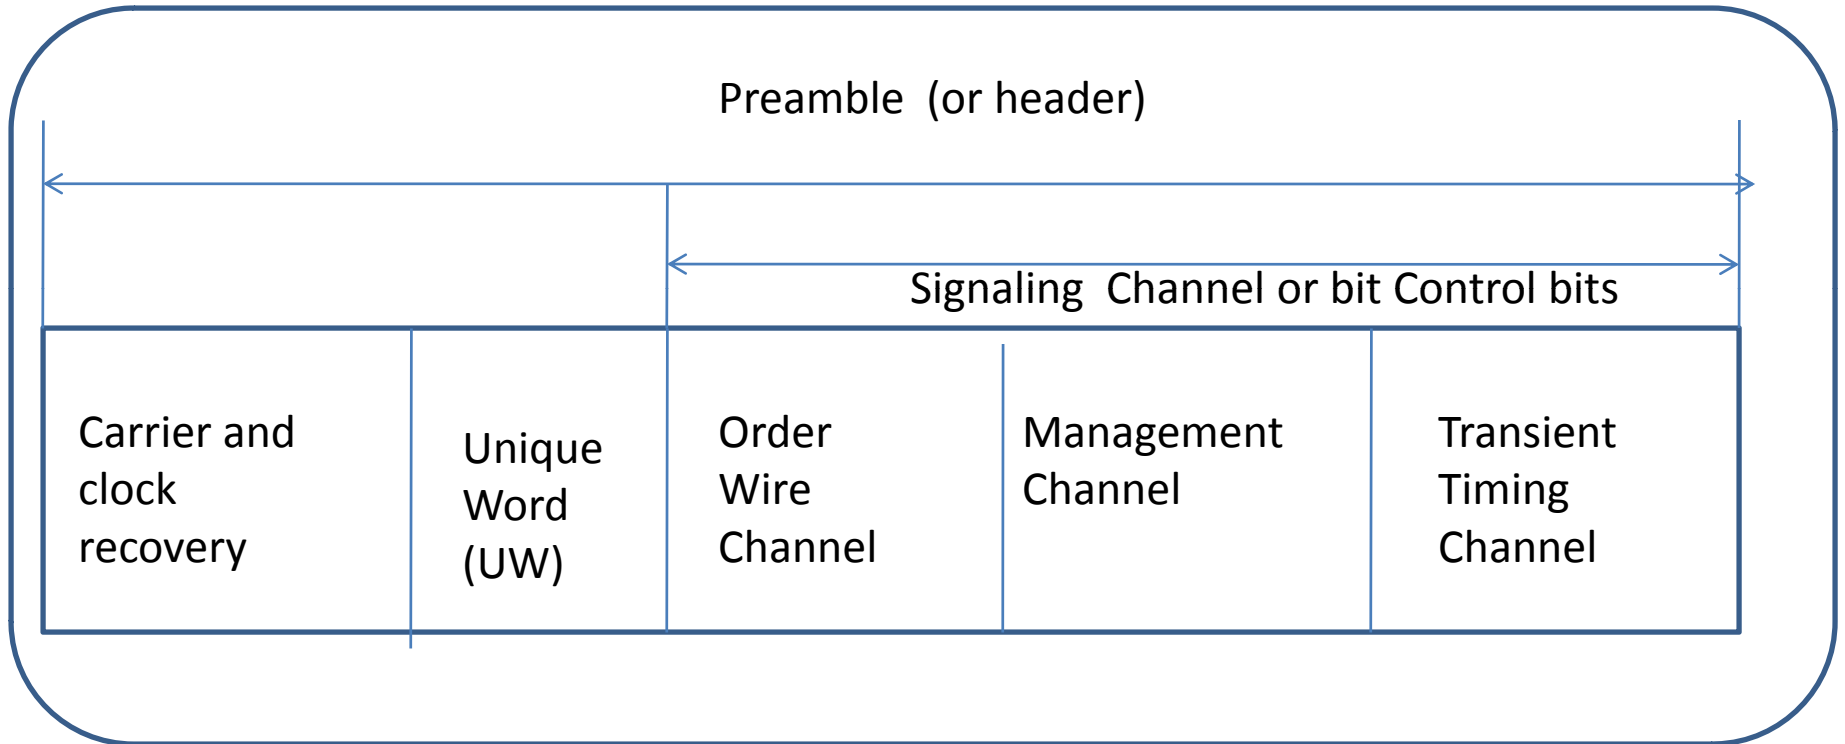 Preamble (or header)
Signaling Channel or bit Control bits
Carrier and
clock
recovery
Unique
Word
(UW)
Order
Wire
Channel
Management
Channel
Transient
Timing
Channel